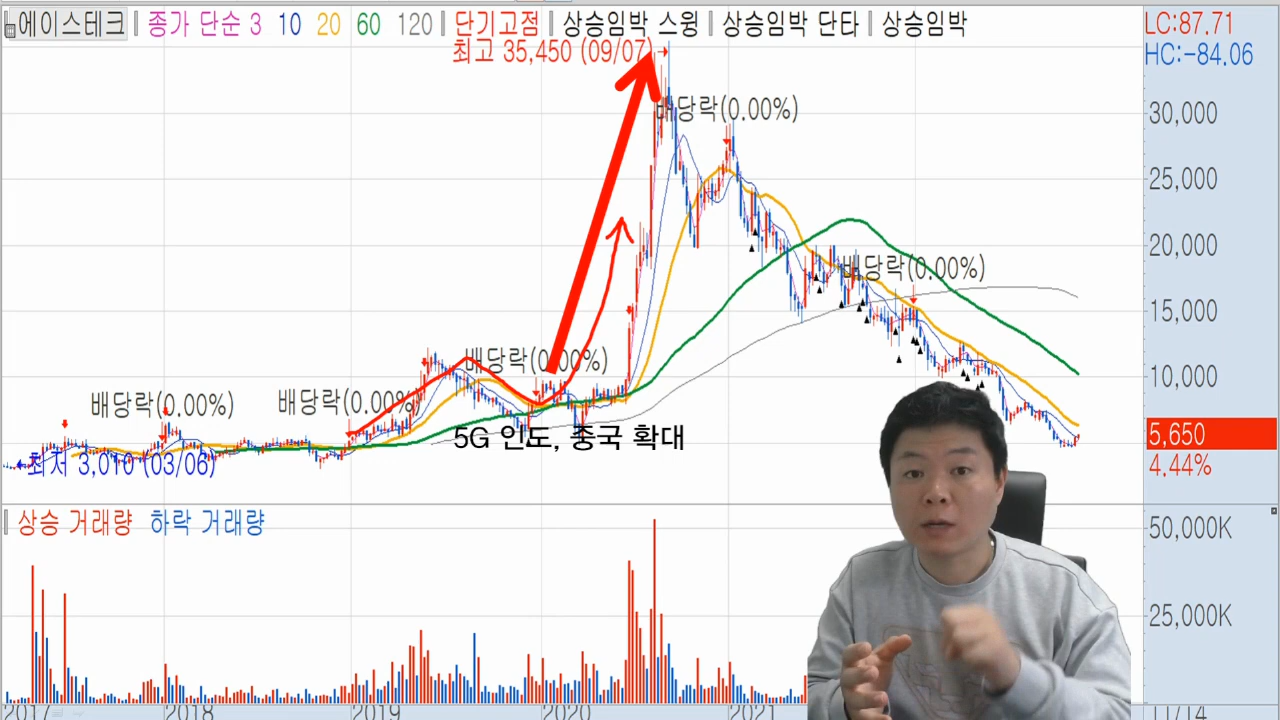 에이스테크 종가 단순 3 10 20 60 120 단기고점 상승임박 스윙 상승임박 단타 상승임박
LC:87.71
HC:-84.06
최고 35,450 (09/07)
배당락(0.00%)
30,000
25,000
20,000
배당락(0.00%)
15,000
배당락(0.00%)
10,000
배당락(0.00%)
배당락(0.00%)
5G 인도, 중국 확대
5,650
4.44%
최저 3,010 (03/06)
상승 거래량 하락 거래량
50,000K
25,000K
2017 2018 2019 2020 2021 11/14